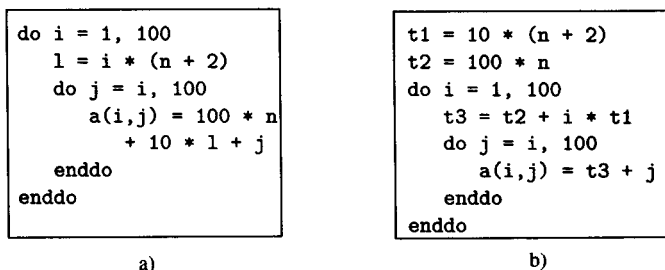 do i = 1, 100
l = i * (n + 2)
do j = i, 100
a(i,j) = 100 * n
+ 10 * l + j
enddo
enddo
a)
t1 = 10 * (n + 2)
t2 = 100 * n
do i = 1, 100
t3 = t2 + i * t1
do j = i, 100
a(i,j) = t3 + j
enddo
enddo
b)